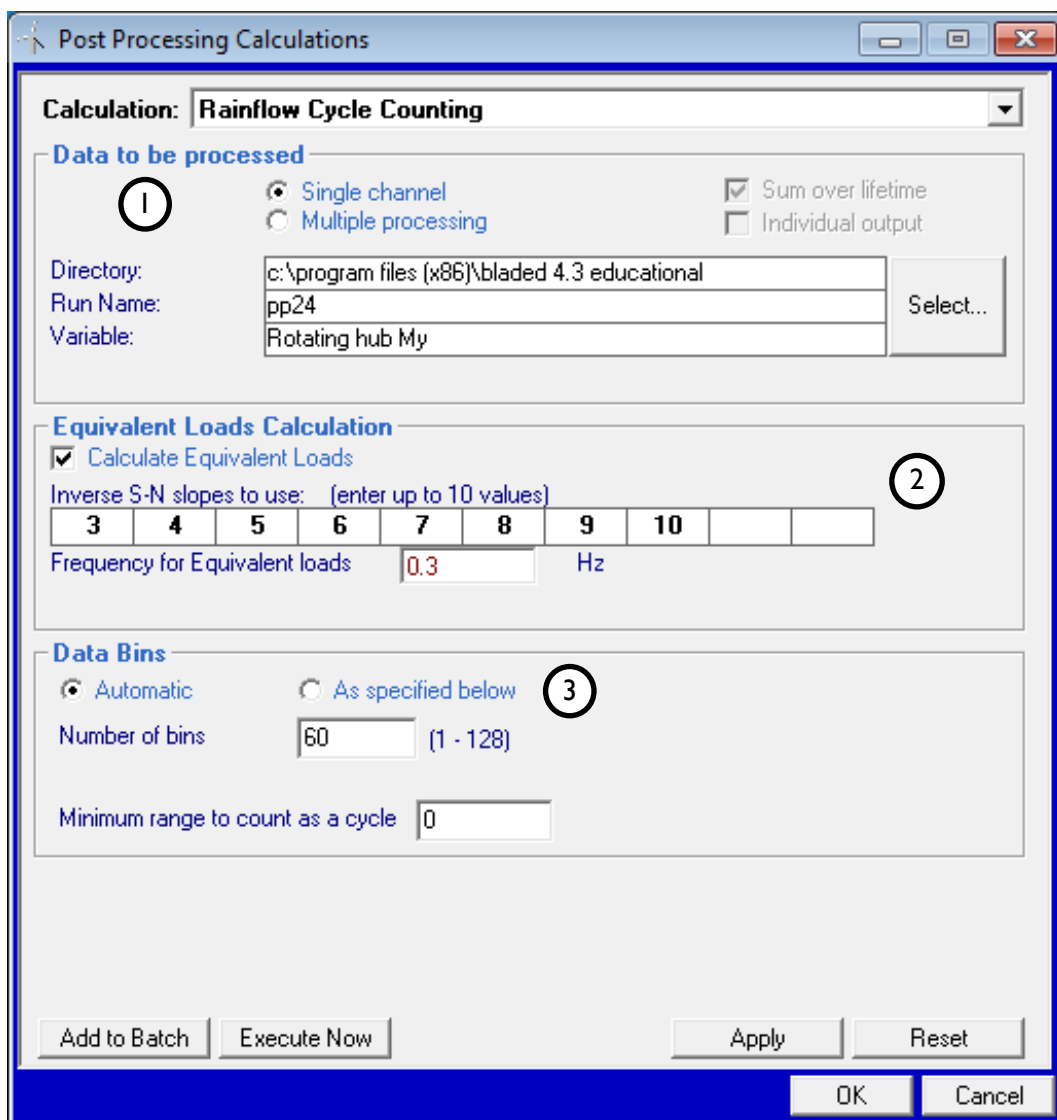 Post Processing Calculations
Calculation: Rainflow Cycle Counting
Data to be processed
1
Single channel
Sum over lifetime
Multiple processing
Individual output
Directory: c:\program files (x86)\bladed 4.3 educational
Run Name: pp24
Select...
Variable: Rotating hub My
Equivalent Loads Calculation
Calculate Equivalent Loads
2
Inverse S-N slopes to use: (enter up to 10 values)
3 4 5 6 7 8 9 10
Frequency for Equivalent loads 0.3 Hz
Data Bins
Automatic As specified below 3
Number of bins 60 (1 - 128)
Minimum range to count as a cycle 0
Add to Batch Execute Now Apply Reset
OK Cancel